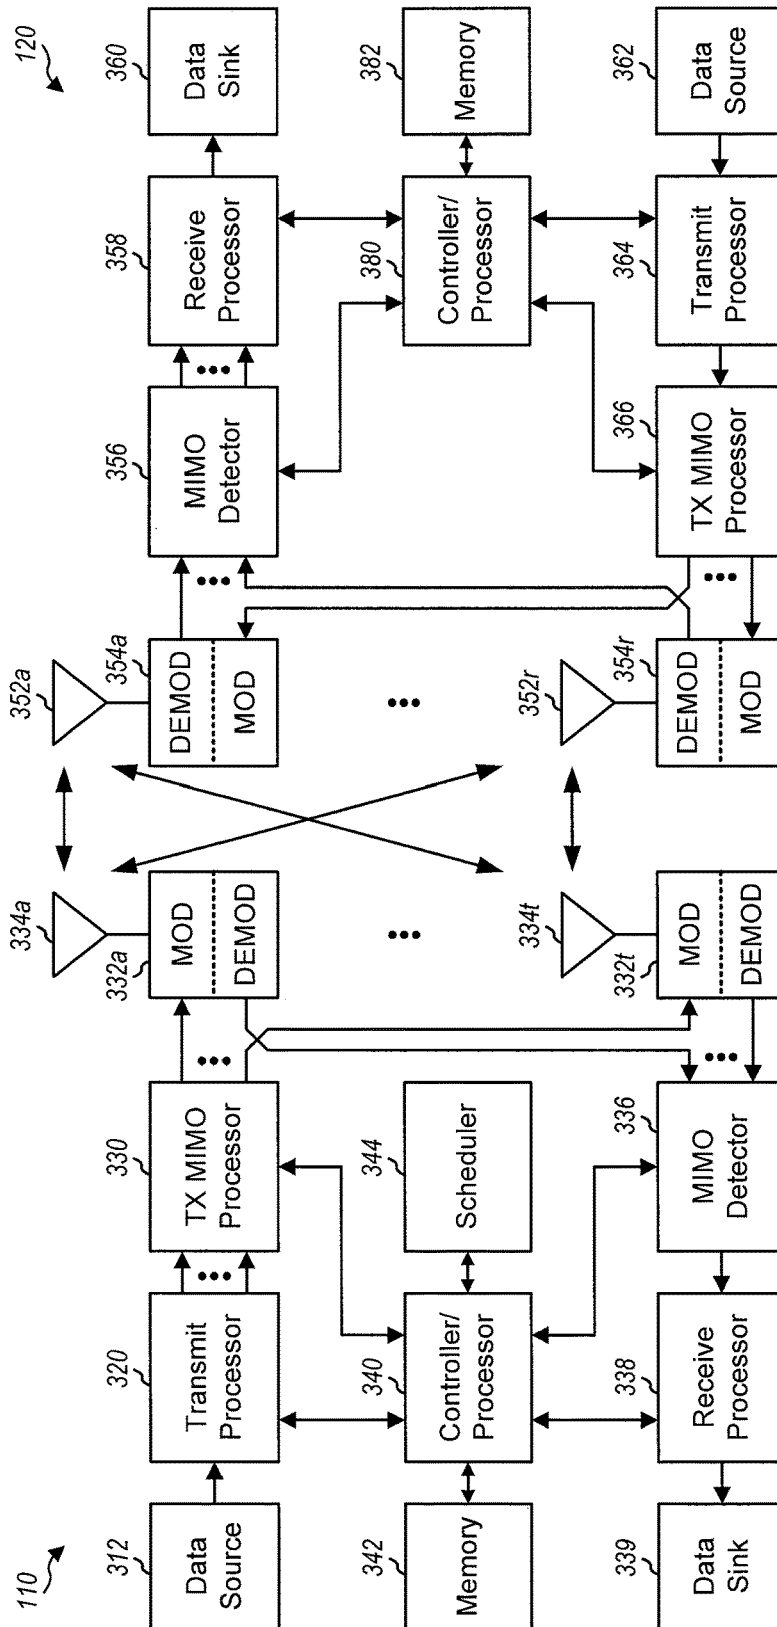 110
312
Data
Source
320
Transmit
Processor
330
TX MIMO
Processor
332a
MOD
DEMOD
334a
342
Memory
340
Controller/
Processor
344
Scheduler
339
Data
Sink
338
Receive
Processor
336
MIMO
Detector
332t
MOD
DEMOD
334t
120
352a
354a
DEMOD
MOD
356
MIMO
Detector
358
Receive
Processor
360
Data
Sink
380
Controller/
Processor
382
Memory
352r
354r
DEMOD
MOD
366
TX MIMO
Processor
364
Transmit
Processor
362
Data
Source